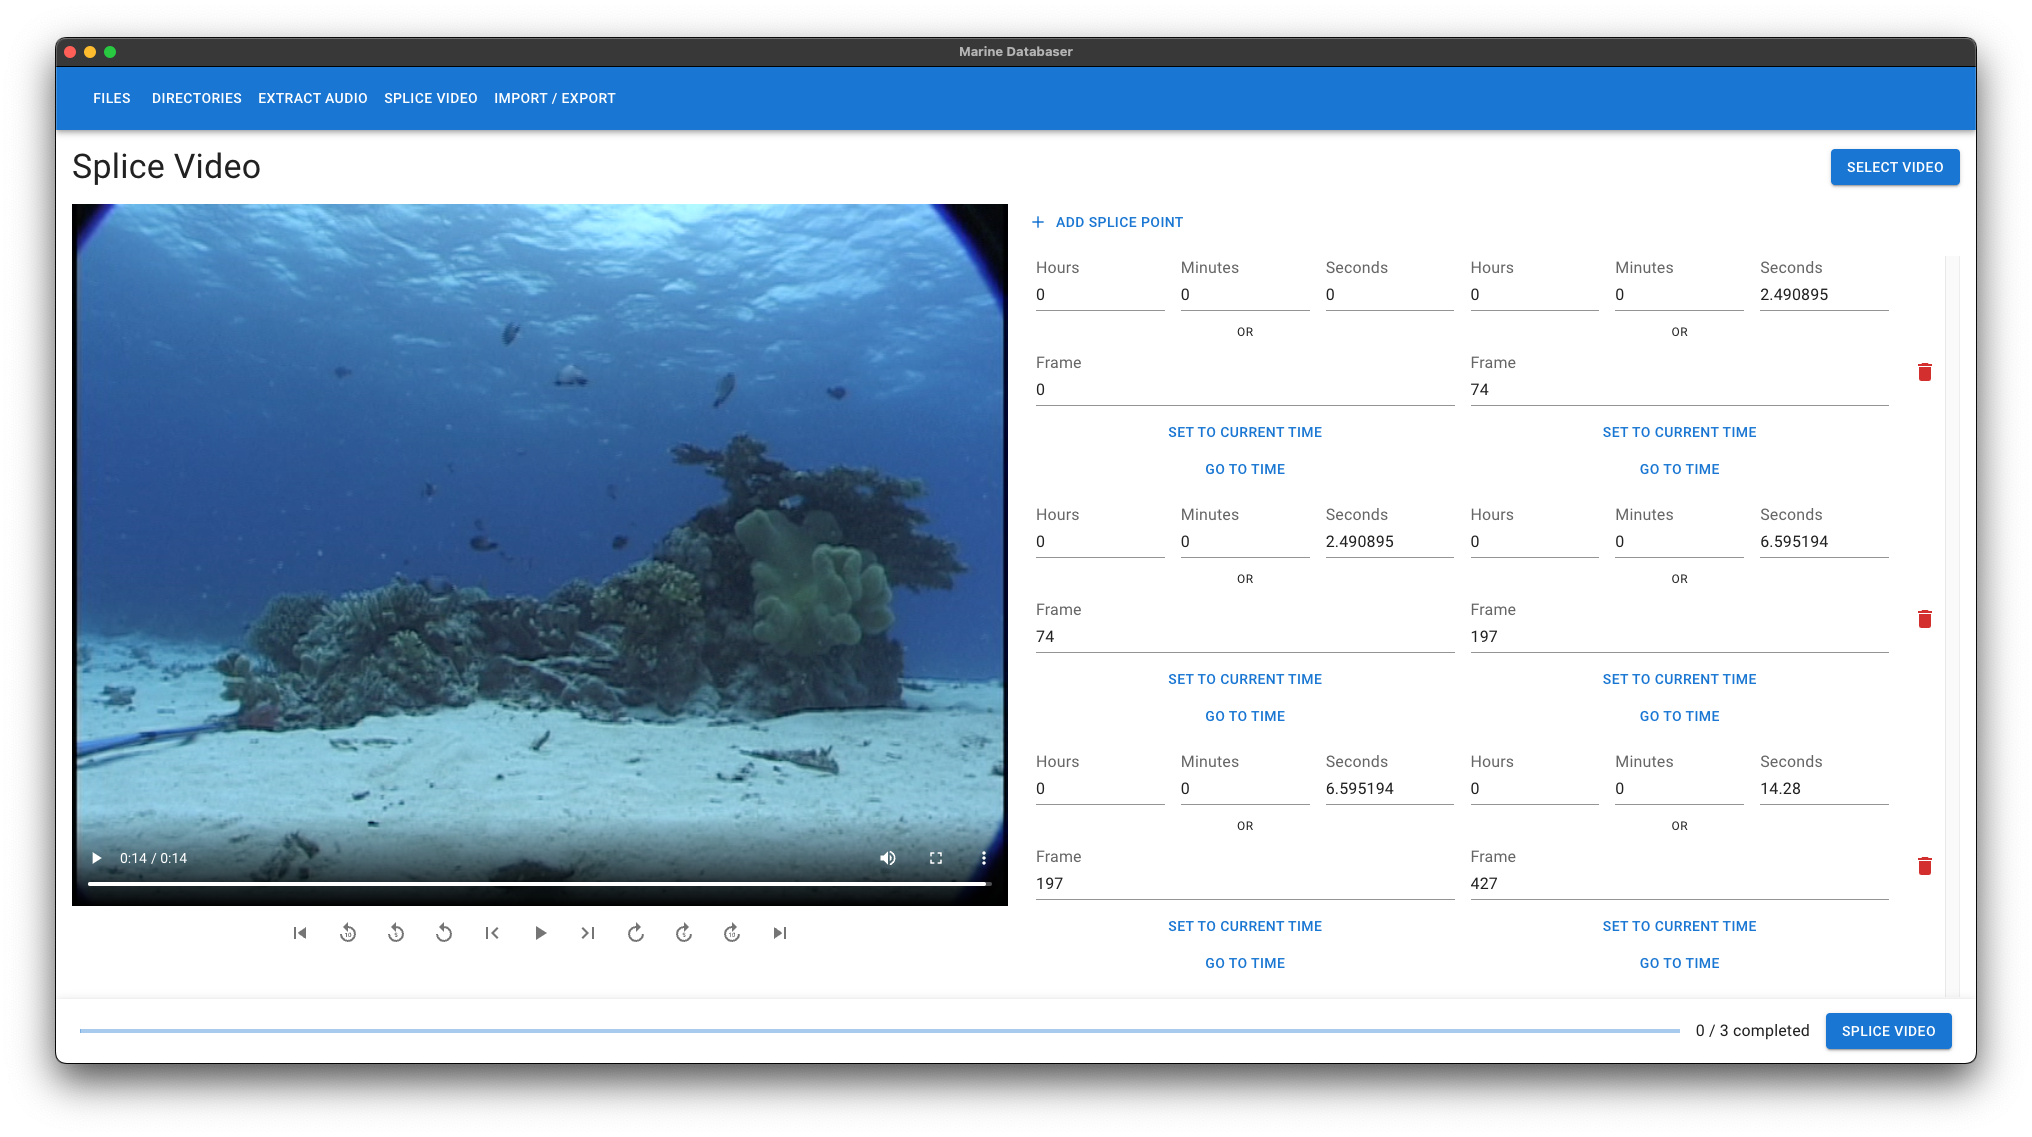 Marine Databaser
FILES DIRECTORIES EXTRACT AUDIO SPLICE VIDEO IMPORT / EXPORT
Splice Video
SELECT VIDEO
0:14 / 0:14
10 5 5 10
+ ADD SPLICE POINT
Hours Minutes Seconds Hours Minutes Seconds
0 0 0 0 0 2.490895
OR OR
Frame Frame
0 74
SET TO CURRENT TIME SET TO CURRENT TIME
GO TO TIME GO TO TIME
Hours Minutes Seconds Hours Minutes Seconds
0 0 2.490895 0 0 6.595194
OR OR
Frame Frame
74 197
SET TO CURRENT TIME SET TO CURRENT TIME
GO TO TIME GO TO TIME
Hours Minutes Seconds Hours Minutes Seconds
0 0 6.595194 0 0 14.28
OR OR
Frame Frame
197 427
SET TO CURRENT TIME SET TO CURRENT TIME
GO TO TIME GO TO TIME
0 / 3 completed
SPLICE VIDEO